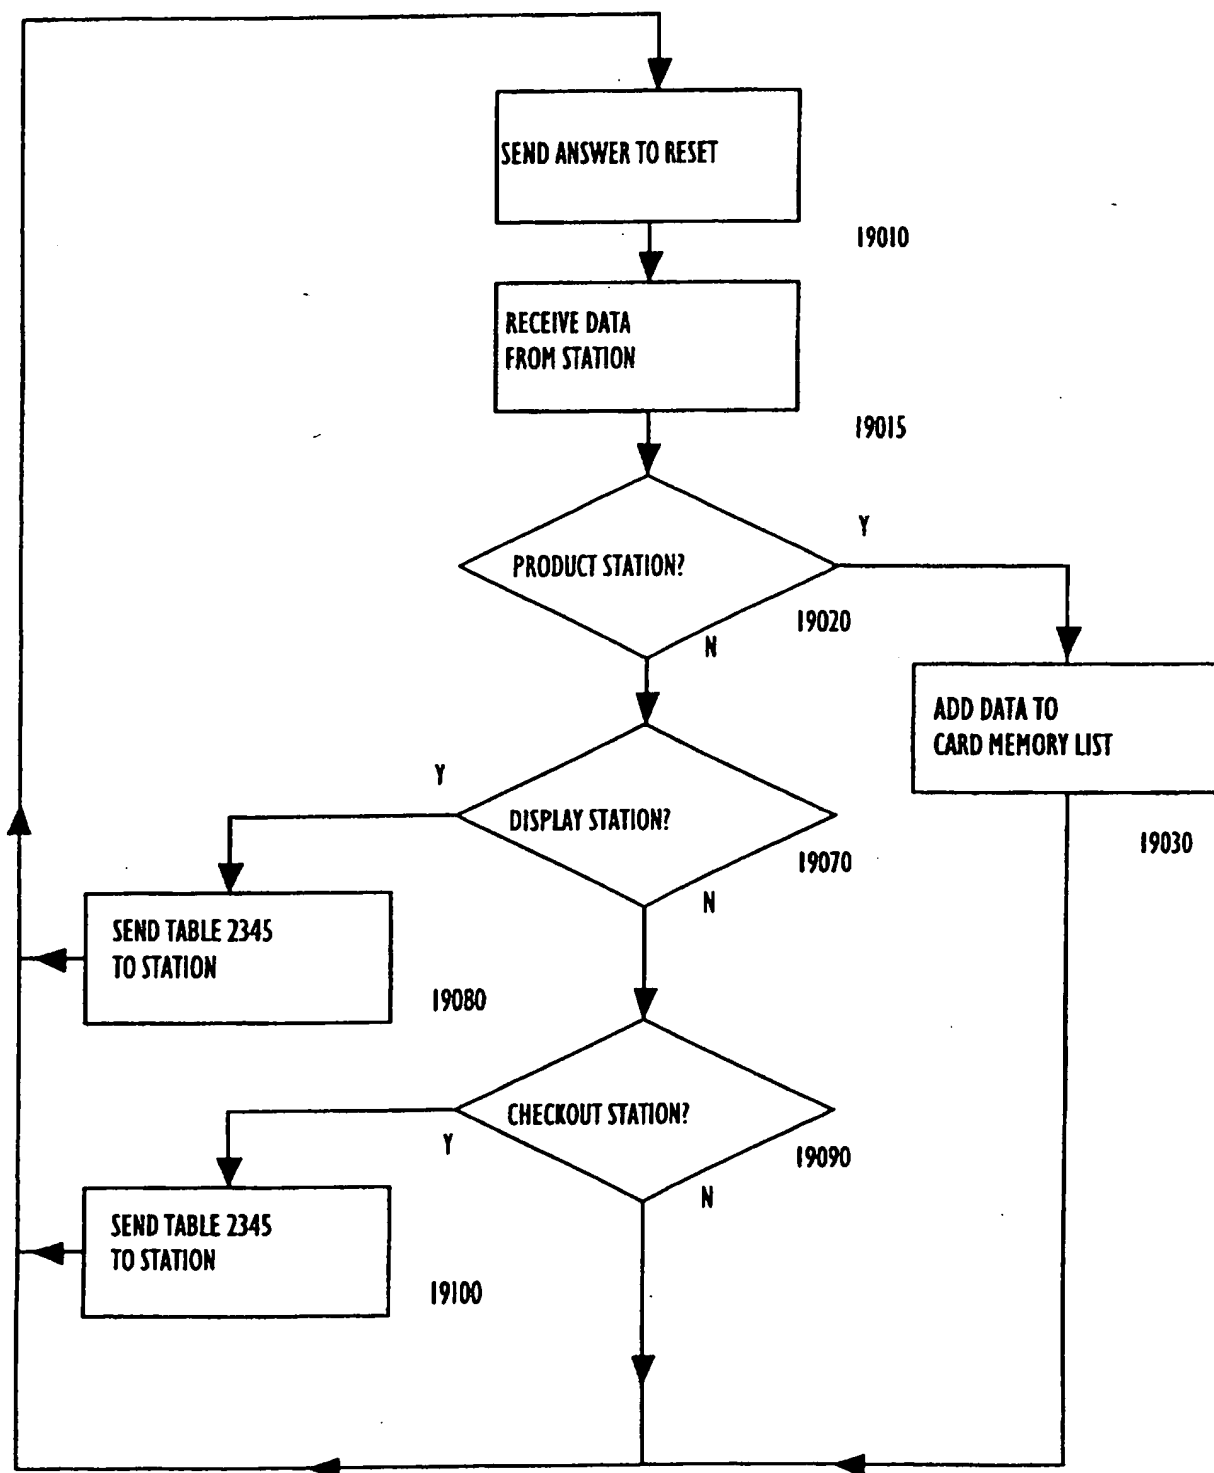 SEND ANSWER TO RESET
19010
RECEIVE DATA
FROM STATION
19015
PRODUCT STATION?
Y
19020
N
ADD DATA TO
CARD MEMORY LIST
19030
DISPLAY STATION?
Y
19070
N
SEND TABLE 2345
TO STATION
19080
CHECKOUT STATION?
Y
19090
N
SEND TABLE 2345
TO STATION
19100